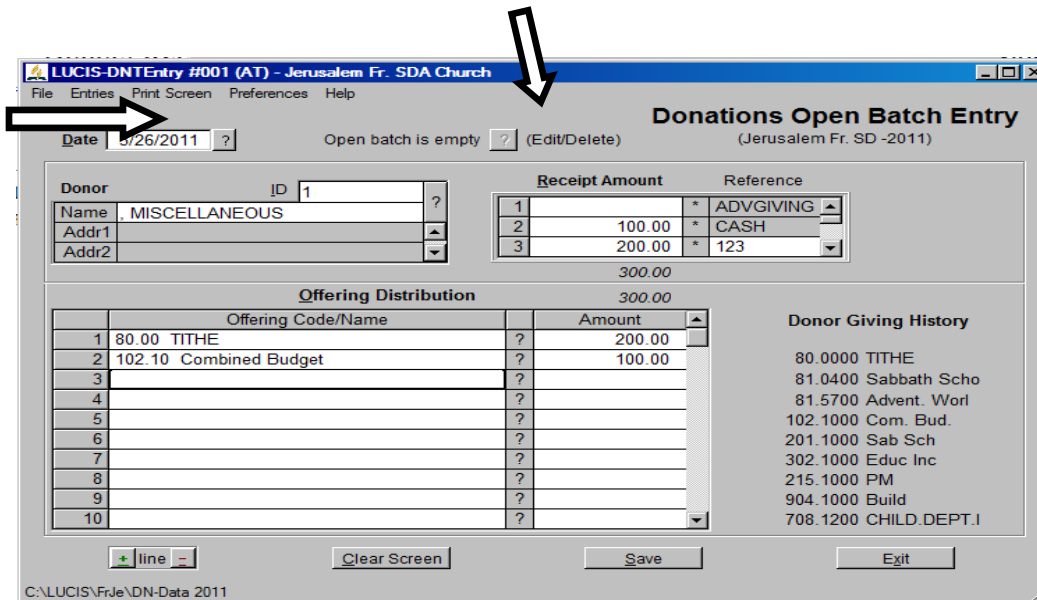 LUCIS-DNTEntry #001 (AT) - Jerusalem Fr. SDA Church
File Entries Print Screen Preferences Help
Donations Open Batch Entry
Date 5/26/2011 ? Open batch is empty ? (Edit/Delete) (Jerusalem Fr. SD -2011)
Donor ID 1 ?
Name , MISCELLANEOUS
Addr1
Addr2
Receipt Amount Reference
1 * ADVGIVING
2 100.00 * CASH
3 200.00 * 123
300.00
Offering Distribution 300.00
Offering Code/Name Amount
1 80.00 TITHE ? 200.00
2 102.10 Combined Budget ? 100.00
3 ?
4 ?
5 ?
6 ?
7 ?
8 ?
9 ?
10 ?
Donor Giving History
80.0000 TITHE
81.0400 Sabbath Scho
81.5700 Advent. Worl
102.1000 Com. Bud.
201.1000 Sab Sch
302.1000 Educ Inc
215.1000 PM
904.1000 Build
708.1200 CHILD.DEPT.I
+ line - Clear Screen Save Exit
C:\LUCIS\FrJe\DN-Data 2011